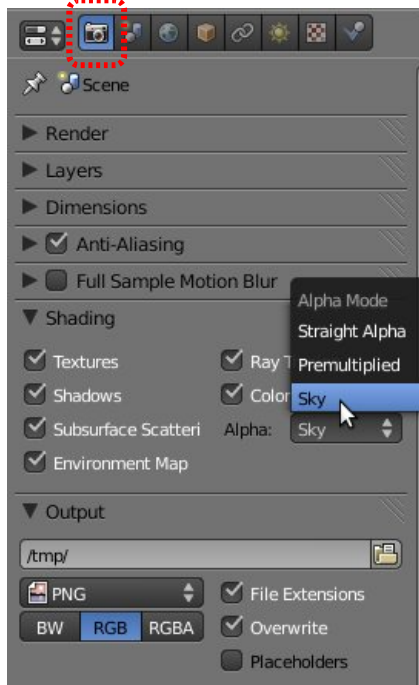 Scene
Render
Layers
Dimensions
Anti-Aliasing
Full Sample Motion Blur
Alpha Mode
Straight Alpha
Premultiplied
Sky
Shading
Textures
Ray T
Shadows
Color
Subsurface Scatteri
Alpha: Sky
Environment Map
Output
/tmp/
PNG
File Extensions
BW RGB RGBA
Overwrite
Placeholders